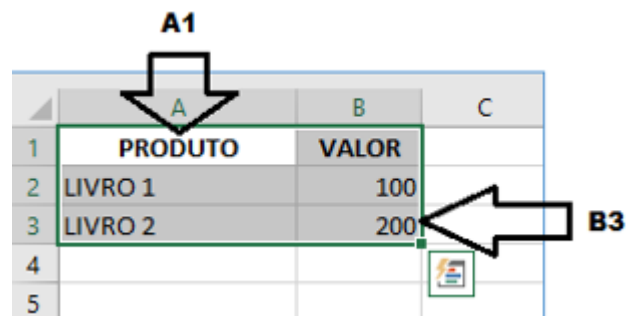 A1
A B C
1 PRODUTO VALOR
2 LIVRO 1 100
3 LIVRO 2 200
B3
4
5